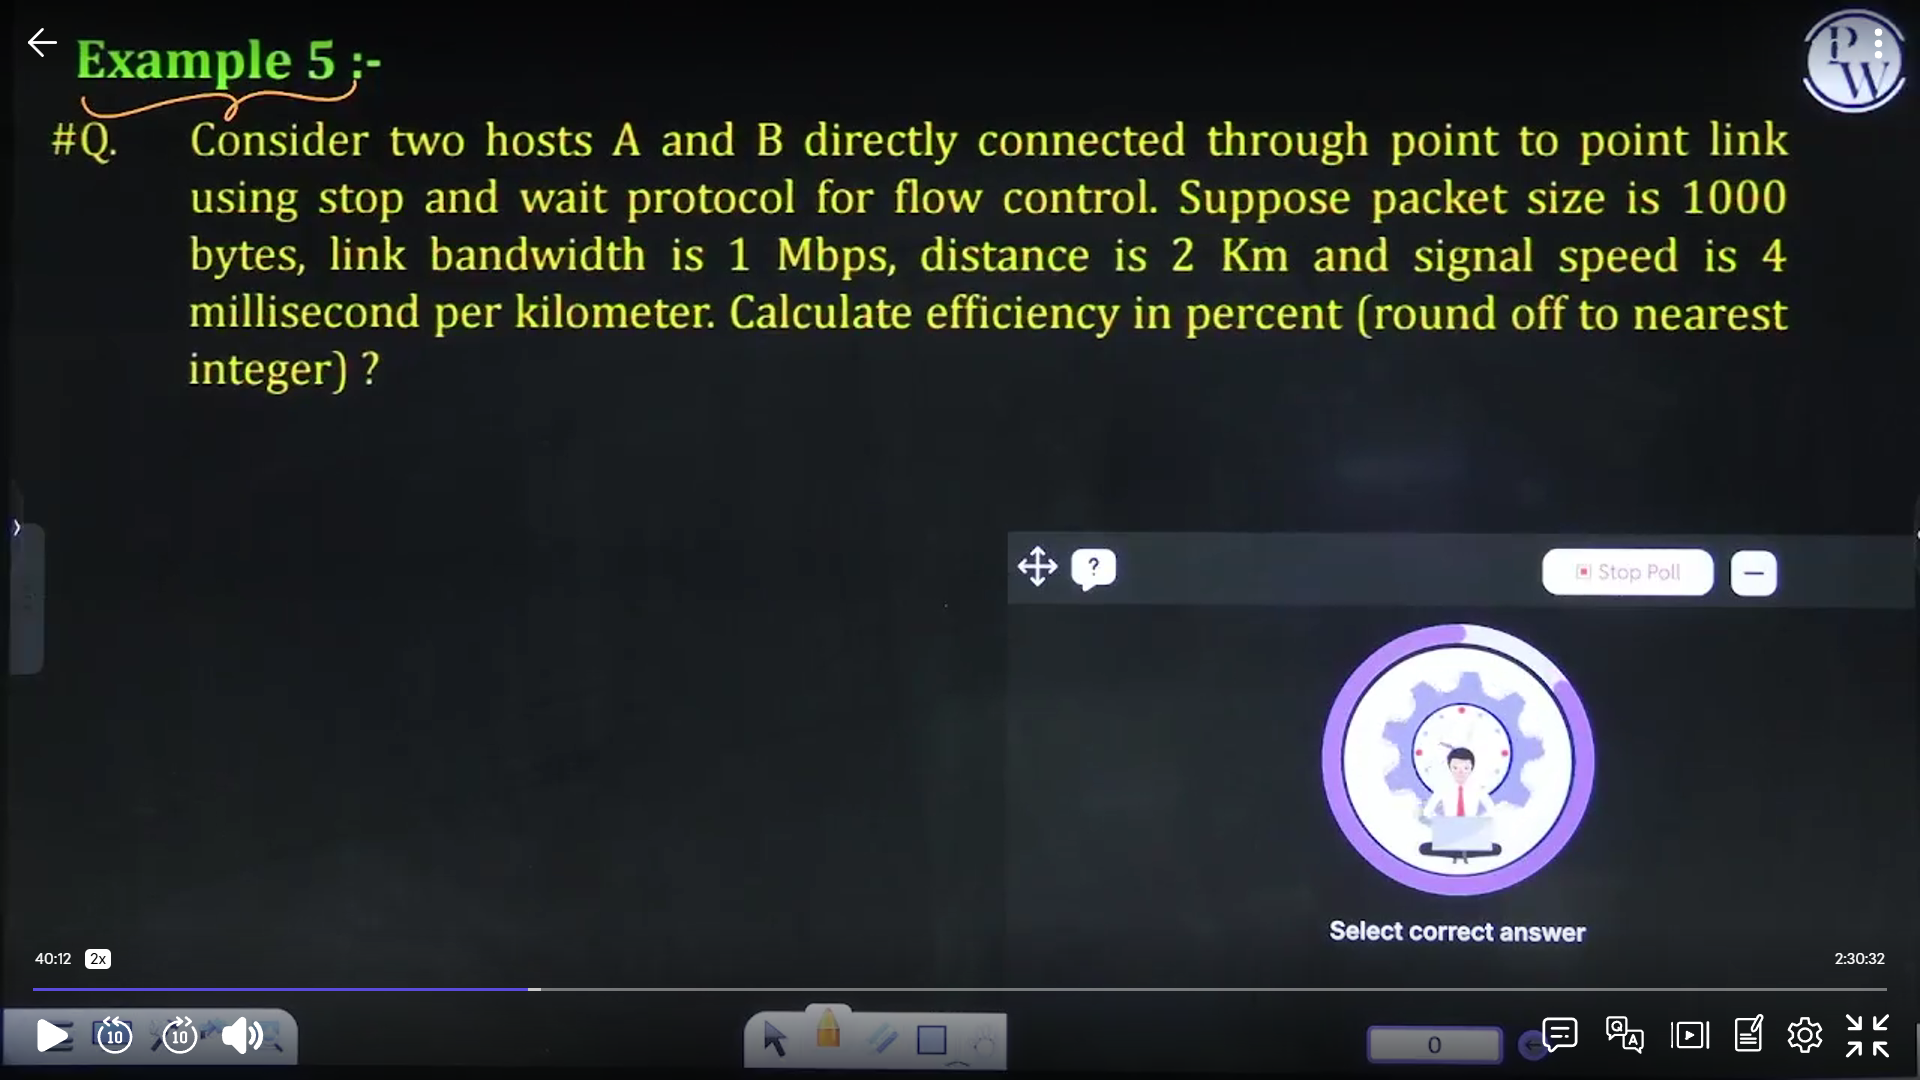 Example 5 :-
PW
#Q. Consider two hosts A and B directly connected through point to point link
using stop and wait protocol for flow control. Suppose packet size is 1000
bytes, link bandwidth is 1 Mbps, distance is 2 Km and signal speed is 4
millisecond per kilometer. Calculate efficiency in percent (round off to nearest
integer) ?
?
Stop Poll
Select correct answer
40:12 2x 2:30:32
10 10
0
Q A